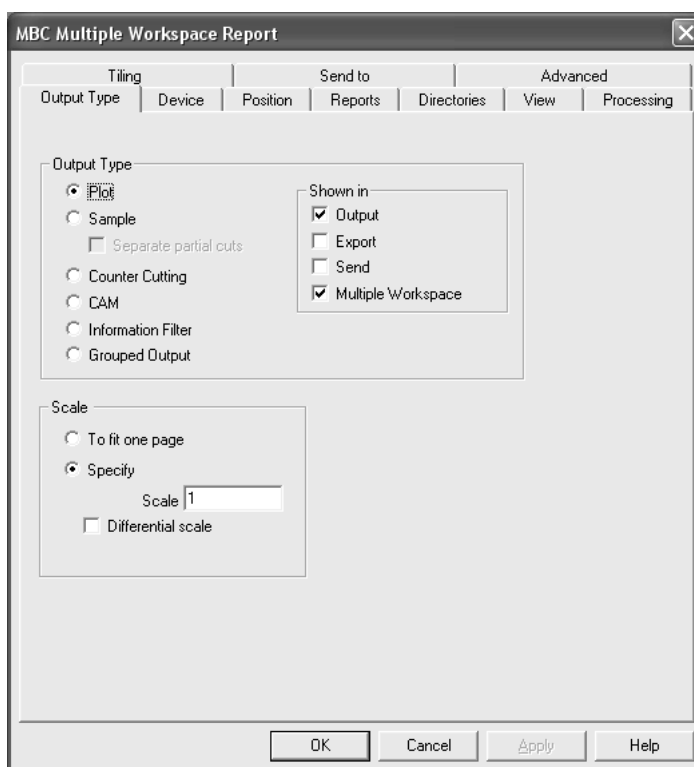 MBC Multiple Workspace Report
Tiling Send to Advanced
Output Type Device Position Reports Directories View Processing
Output Type
Plot
Sample
Separate partial cuts
Counter Cutting
CAM
Information Filter
Grouped Output
Shown in
Output
Export
Send
Multiple Workspace
Scale
To fit one page
Specify
Scale 1
Differential scale
OK Cancel Apply Help